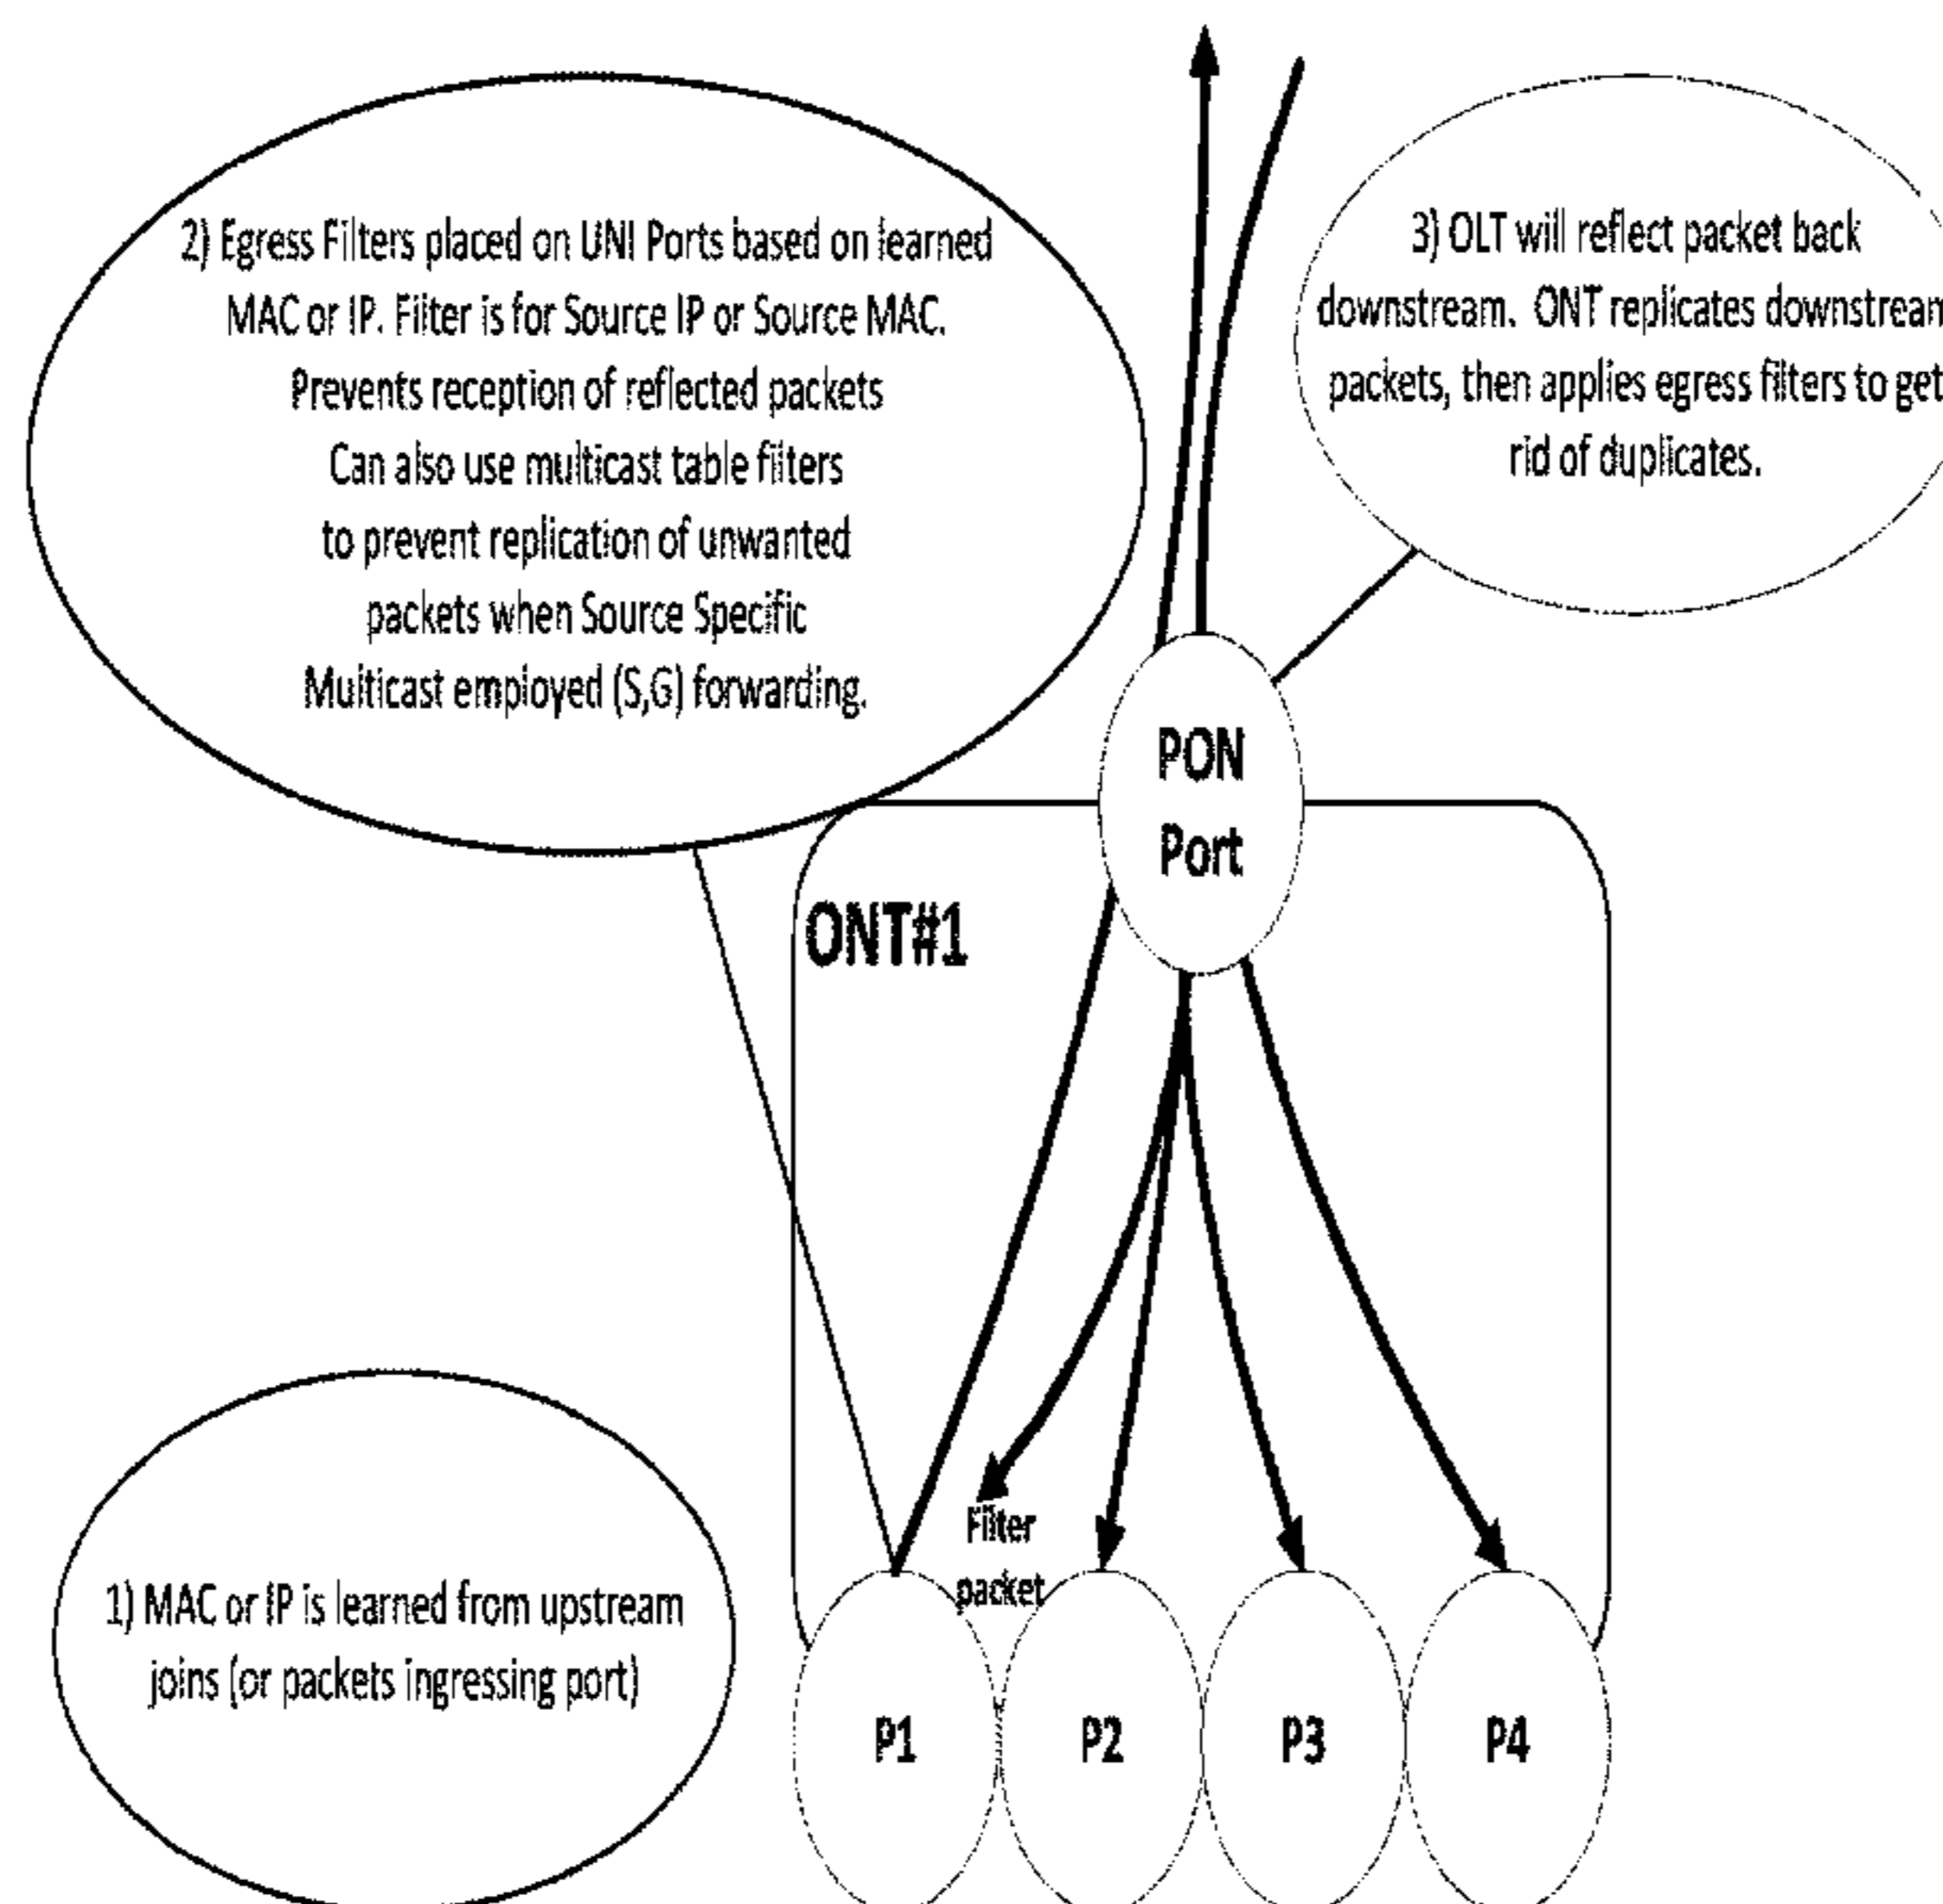 2) Egress Filters placed on UNI Ports based on learned
MAC or IP. Filter is for Source IP or Source MAC.
Prevents reception of reflected packets
Can also use multicast table filters
to prevent replication of unwanted
packets when Source Specific
Multicast employed (S,G) forwarding.
3) OLT will reflect packet back
downstream. ONT replicates downstream
packets, then applies egress filters to get
rid of duplicates.
PON
Port
ONT#1
Filter
packet
1) MAC or IP is learned from upstream
joins (or packets ingressing port)
P1
P2
P3
P4